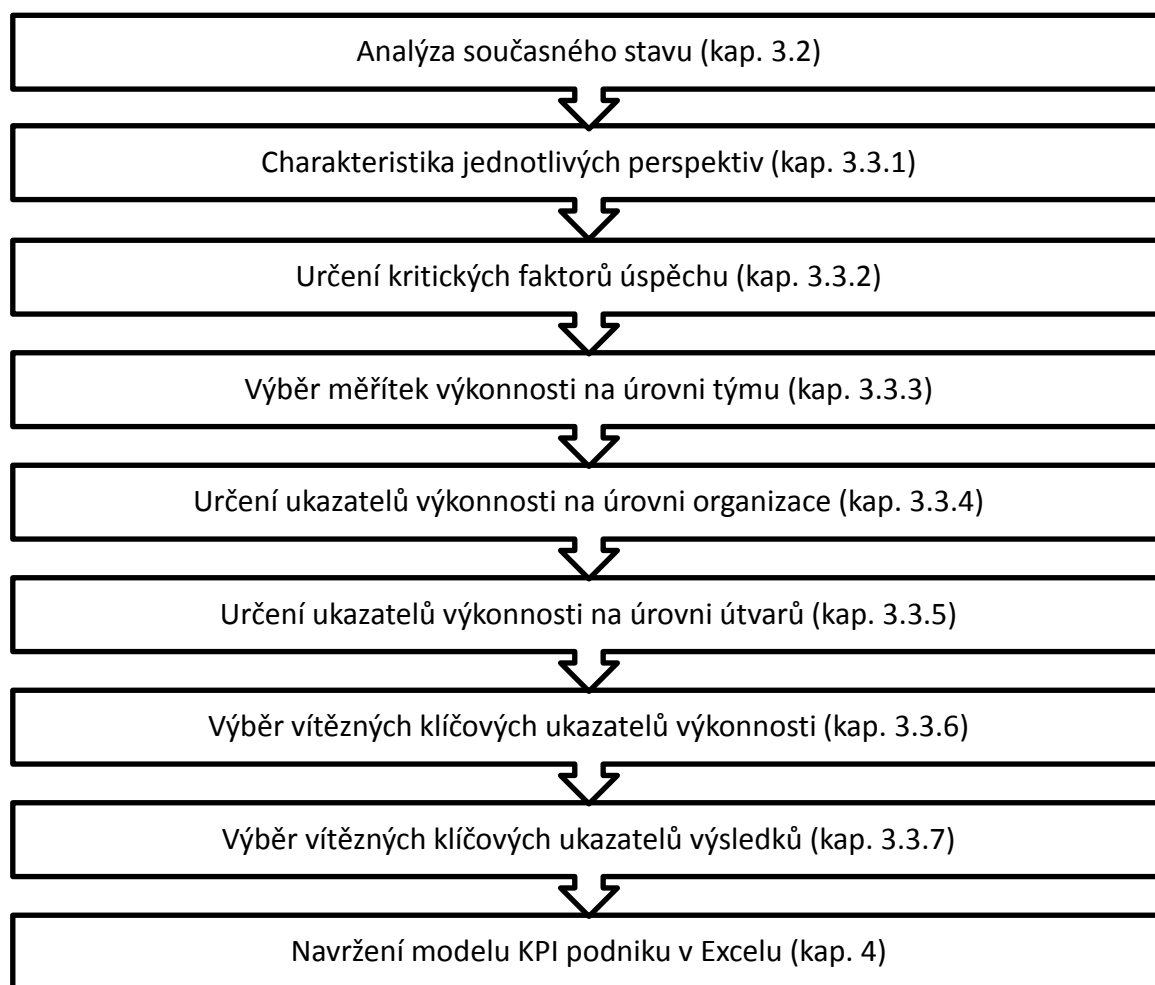 Analýza současného stavu (kap. 3.2)
Charakteristika jednotlivých perspektiv (kap. 3.3.1)
Určení kritických faktorů úspěchu (kap. 3.3.2)
Výběr měřítek výkonnosti na úrovni týmu (kap. 3.3.3)
Určení ukazatelů výkonnosti na úrovni organizace (kap. 3.3.4)
Určení ukazatelů výkonnosti na úrovni útvarů (kap. 3.3.5)
Výběr vítězných klíčových ukazatelů výkonnosti (kap. 3.3.6)
Výběr vítězných klíčových ukazatelů výsledků (kap. 3.3.7)
Navržení modelu KPI podniku v Excelu (kap. 4)